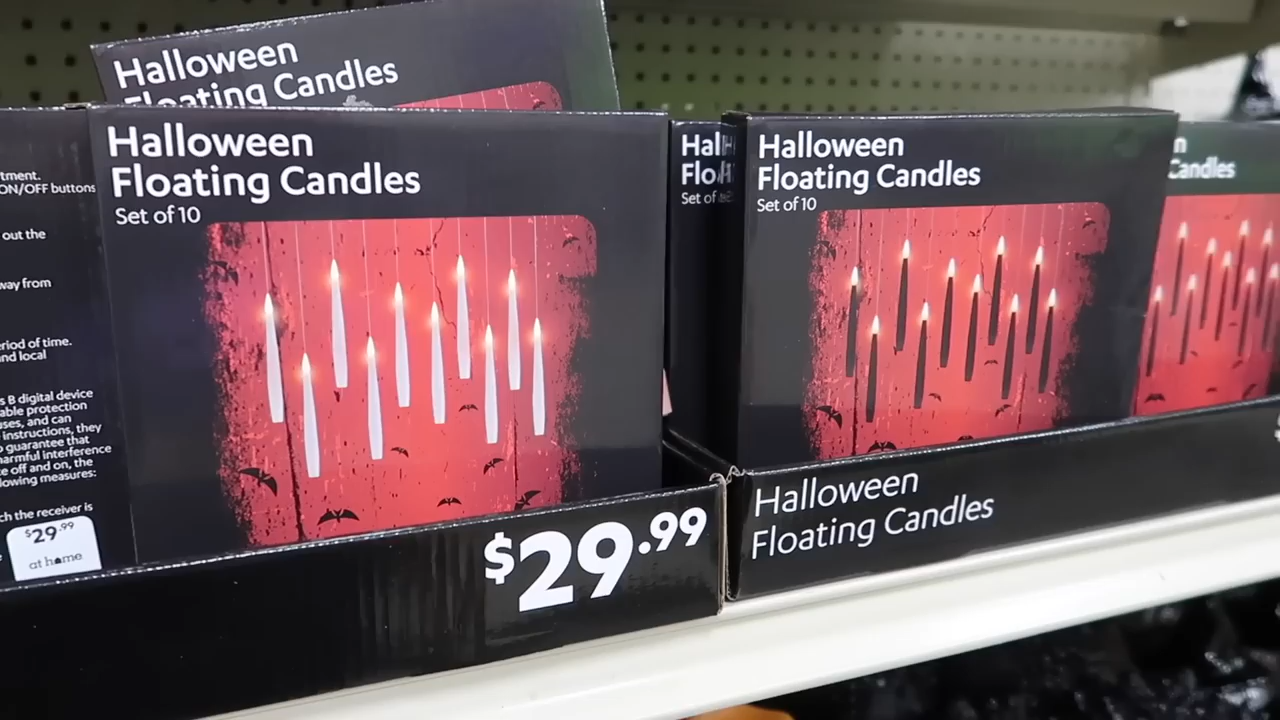 Halloween
Floating Candles
Halloween
Floating Candles
Set of 10
tment.
ON/OFF buttons
out the
way from
eriod of time.
nd local
s B digital device
able protection
uses, and can
instructions, they
guarantee that
harmful interference
e off and on, the
lowing measures:
ch the receiver is
$29.99
at home
$29.99
Hal
Flo
Set of
Halloween
Floating Candles
Set of 10
n
Candles
Halloween
Floating Candles